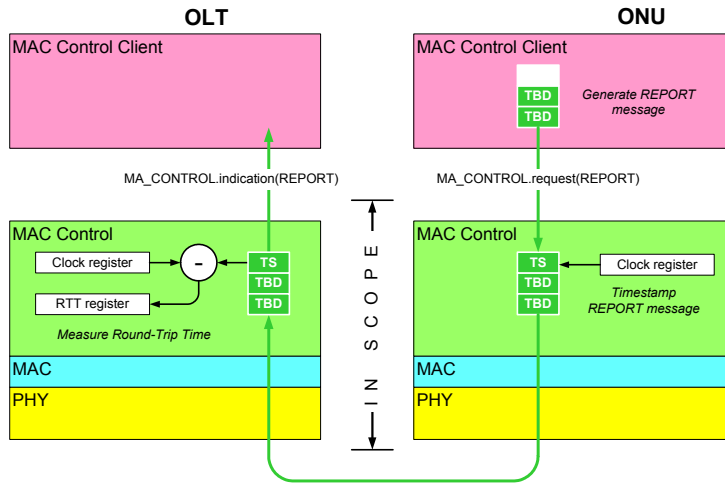 OLT
ONU
MAC Control Client
MAC Control Client
TBD
TBD
Generate REPORT
message
MA_CONTROL.indication(REPORT)
MA_CONTROL.request(REPORT)
IN SCOPE
MAC Control
Clock register
-
TS
TBD
TBD
RTT register
Measure Round-Trip Time
MAC Control
TS
TBD
TBD
Clock register
Timestamp
REPORT message
MAC
MAC
PHY
PHY